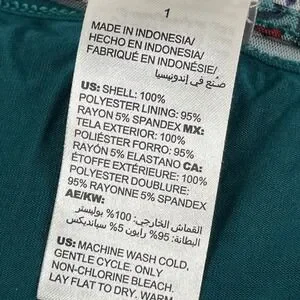 1
MADE IN INDONESIA/
HECHO EN INDONESIA/
FABRIQUÉ EN INDONÉSIE/
صنع في إندونيسيا
US: SHELL: 100%
POLYESTER LINING: 95%
RAYON 5% SPANDEX MX:
TELA EXTERIOR: 100%
POLIÉSTER FORRO: 95%
RAYÓN 5% ELASTANO CA:
ÉTOFFE EXTÉRIEURE: 100%
POLYESTER DOUBLURE:
95% RAYONNE 5% SPANDEX
AE/KW:
القماش الخارجي: 100% بوليستر
البطانة: 95% رايون 5% سبانديكس
US: MACHINE WASH COLD,
GENTLE CYCLE. ONLY
NON-CHLORINE BLEACH.
LAY FLAT TO DRY. WARM